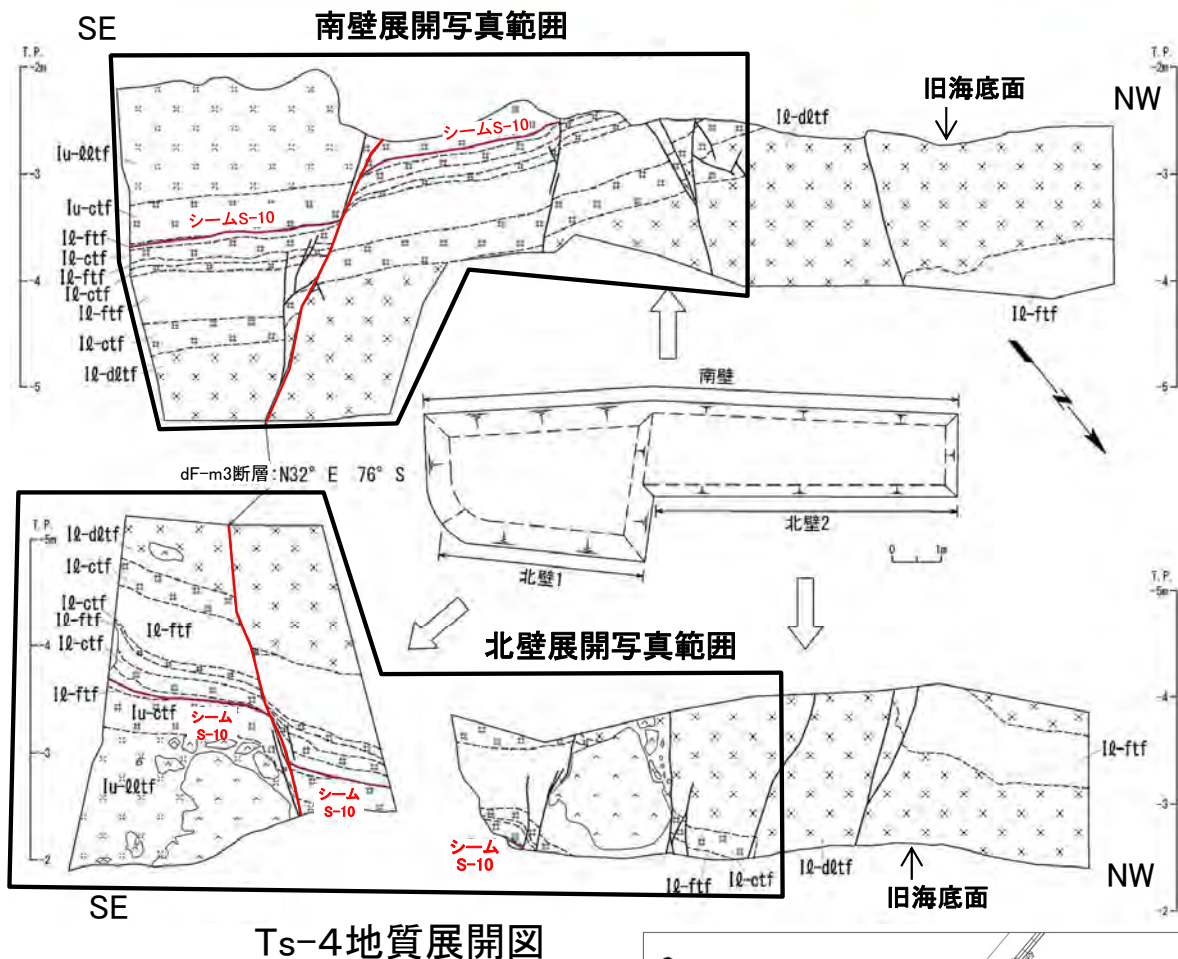 SE
南壁展開写真範囲
T.P.
-2m
-3
-4
-5
T.P.
-2m
-3
-4
-5
旧海底面
NW
Iℓ-dℓtf
シームS-10
Iu-ℓℓtf
Iu-ctf
シームS-10
Iℓ-ftf
Iℓ-ctf
Iℓ-ftf
Iℓ-ctf
Iℓ-ftf
Iℓ-ctf
Iℓ-dℓtf
Iℓ-ftf
南壁
dF-m3断層:N32° E 76° S
北壁2
北壁1
0 1m
T.P.
-5m
-4
-3
-2
Iℓ-dℓtf
Iℓ-ctf
Iℓ-ctf
Iℓ-ftf
Iℓ-ctf
Iℓ-ftf
Iℓ-ftf
Iu-ctf
シーム
S-10
Iu-ℓℓtf
シーム
S-10
北壁展開写真範囲
T.P.
-5m
-4
-3
-2
Iℓ-ftf
シーム
S-10
Iℓ-ftf
Iℓ-ctf
Iℓ-dℓtf
旧海底面
NW
SE
Ts-4地質展開図